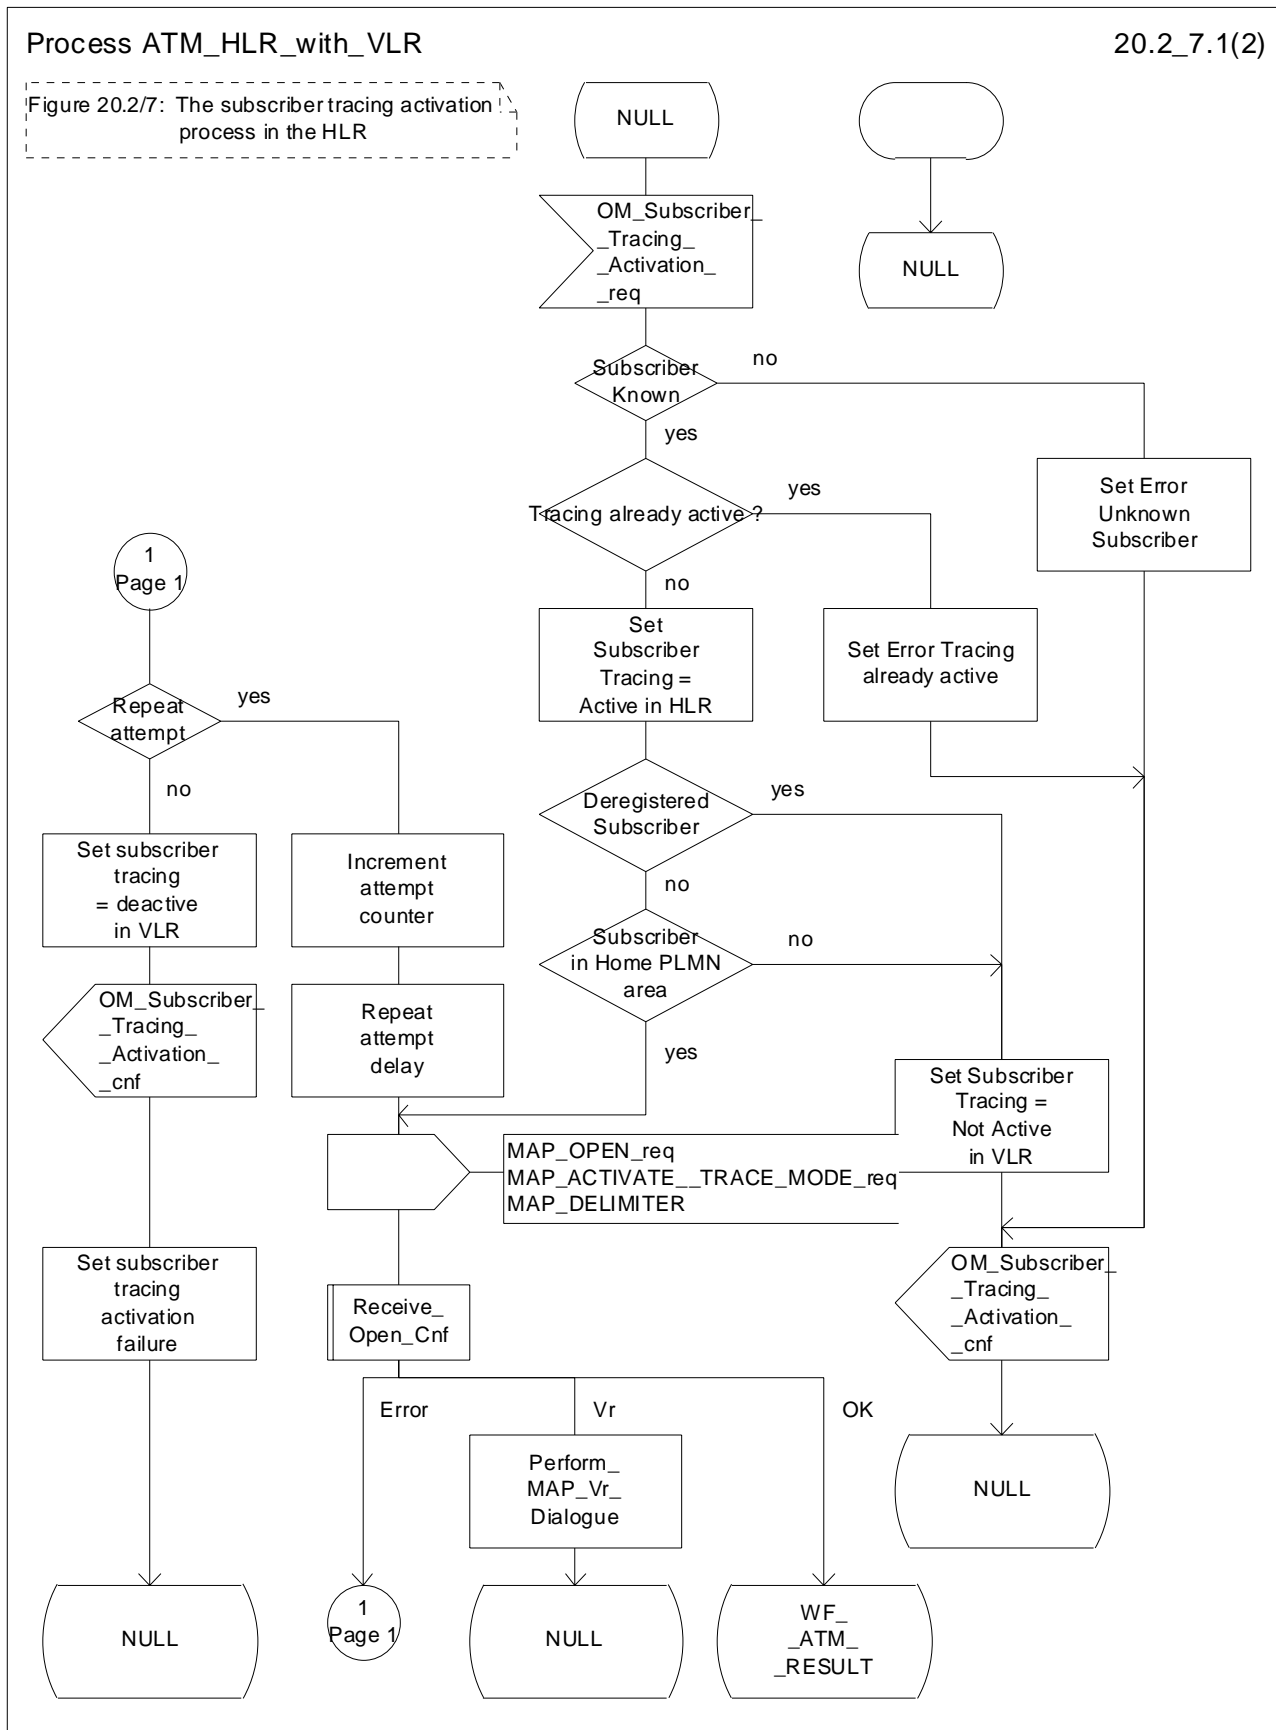 Process ATM_HLR_with_VLR
20.2_7.1(2)
Figure 20.2/7: The subscriber tracing activation
process in the HLR
NULL
NULL
OM_Subscriber_
_Tracing_
_Activation_
_req
Subscriber
Known
no
yes
Set Error
Unknown
Subscriber
Tracing already active ?
yes
no
Set
Subscriber
Tracing =
Active in HLR
Set Error Tracing
already active
1
Page 1
Repeat
attempt
yes
no
Deregistered
Subscriber
yes
no
Set subscriber
tracing
= deactive
in VLR
Increment
attempt
counter
Subscriber
in Home PLMN
area
no
yes
OM_Subscriber_
_Tracing_
_Activation_
_cnf
Repeat
attempt
delay
Set Subscriber
Tracing =
Not Active
in VLR
MAP_OPEN_req
MAP_ACTIVATE__TRACE_MODE_req
MAP_DELIMITER
Set subscriber
tracing
activation
failure
Receive_
Open_Cnf
OM_Subscriber_
_Tracing_
_Activation_
_cnf
Error
Vr
OK
Perform_
MAP_Vr_
Dialogue
NULL
NULL
1
Page 1
NULL
WF_
_ATM_
_RESULT